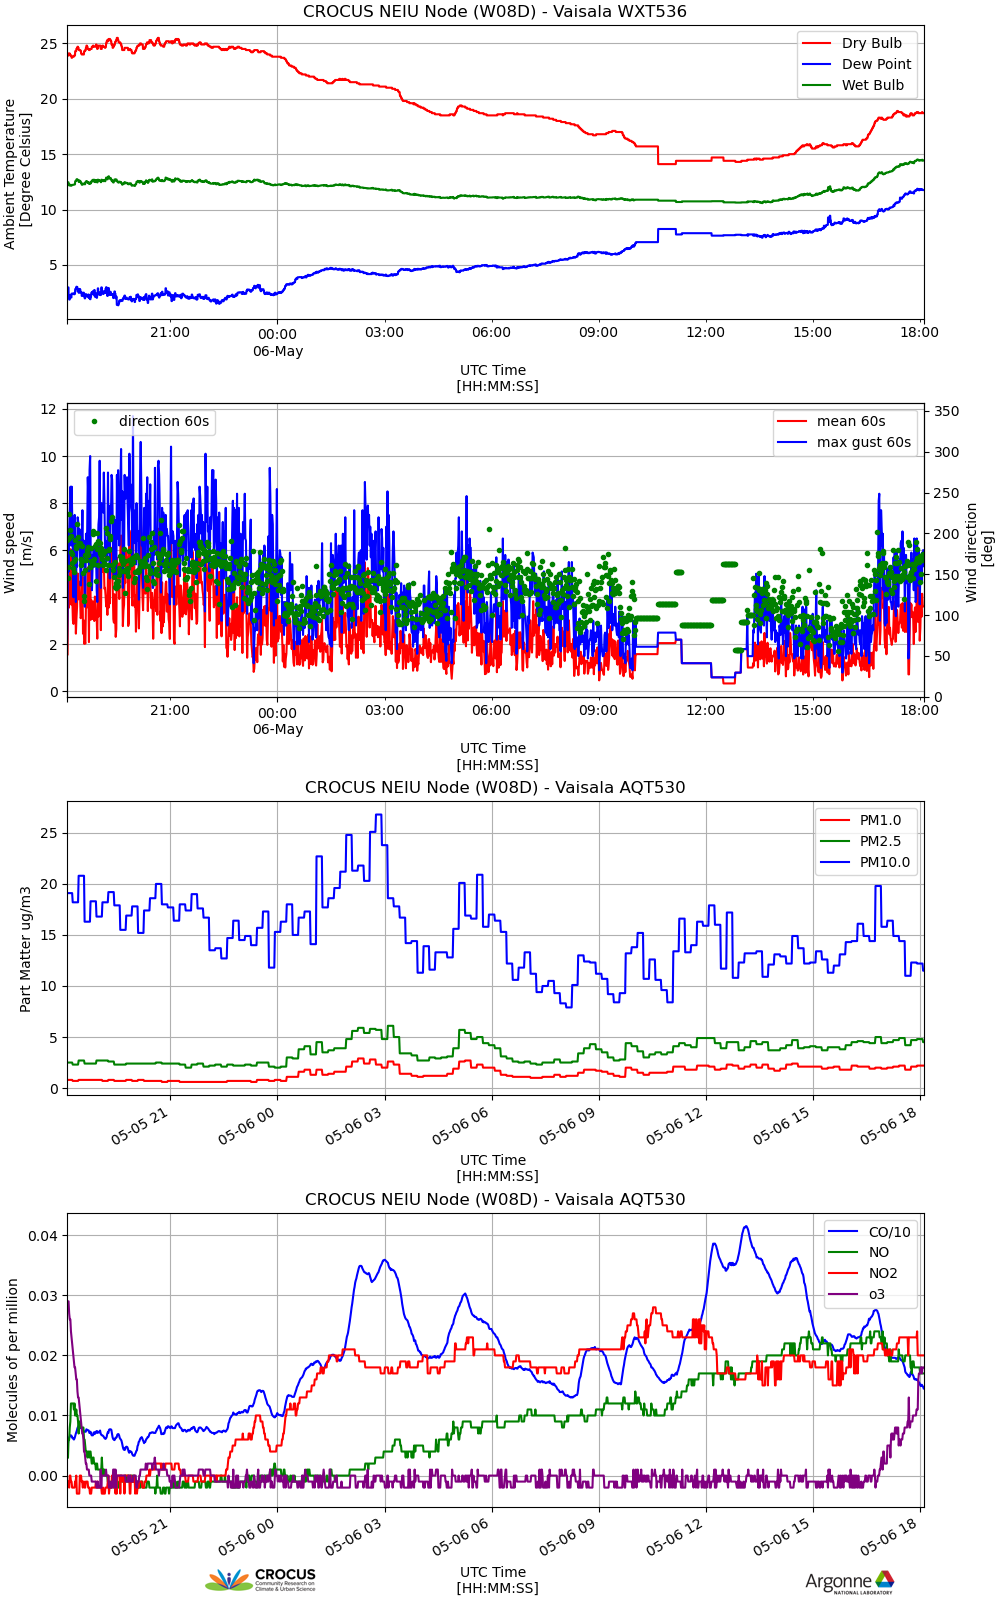 CROCUS NEIU Node (W08D) - Vaisala WXT536
25
20
15
10
5
Ambient Temperature
[Degree Celsius]
Dry Bulb
Dew Point
Wet Bulb
21:00
00:00
06-May
03:00
06:00
09:00
12:00
15:00
18:00
UTC Time
[HH:MM:SS]
12
10
8
6
4
2
0
Wind speed
[m/s]
direction 60s
mean 60s
max gust 60s
350
300
250
200
150
100
50
0
Wind direction
[deg]
21:00
00:00
06-May
03:00
06:00
09:00
12:00
15:00
18:00
UTC Time
[HH:MM:SS]
CROCUS NEIU Node (W08D) - Vaisala AQT530
25
20
15
10
5
0
Part Matter ug/m3
PM1.0
PM2.5
PM10.0
05-05 21
05-06 00
05-06 03
05-06 06
05-06 09
05-06 12
05-06 15
05-06 18
UTC Time
[HH:MM:SS]
CROCUS NEIU Node (W08D) - Vaisala AQT530
0.04
0.03
0.02
0.01
0.00
Molecules of per million
CO/10
NO
NO2
o3
05-05 21
05-06 00
05-06 03
05-06 06
05-06 09
05-06 12
05-06 15
05-06 18
UTC Time
[HH:MM:SS]
CROCUS
Community Research on
Climate & Urban Science
Argonne
NATIONAL LABORATORY